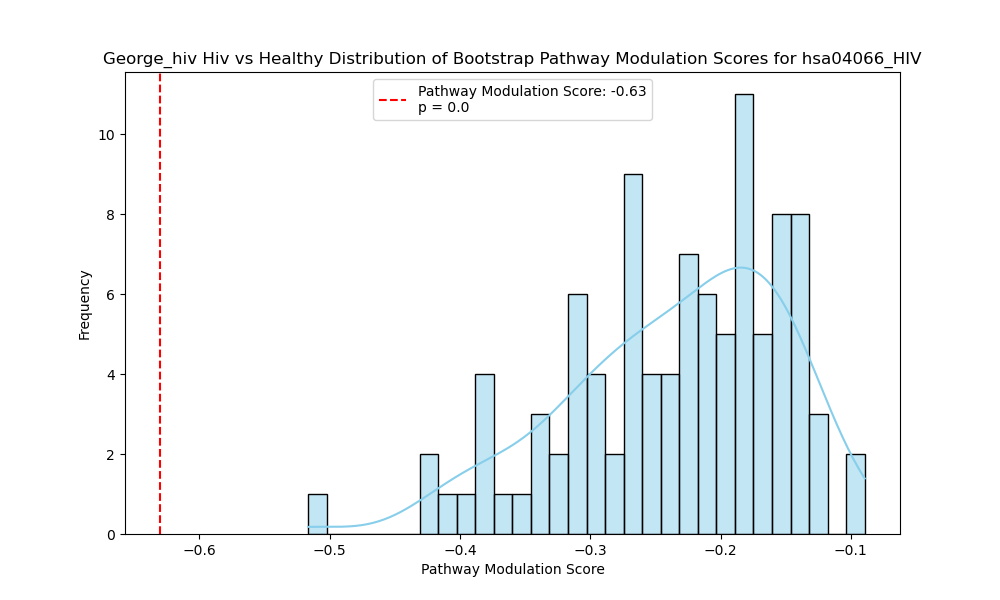 George_hiv Hiv vs Healthy Distribution of Bootstrap Pathway Modulation Scores for hsa04066_HIV
Pathway Modulation Score: -0.63
p = 0.0
Frequency
10
8
6
4
2
0
−0.6
−0.5
−0.4
−0.3
−0.2
−0.1
Pathway Modulation Score